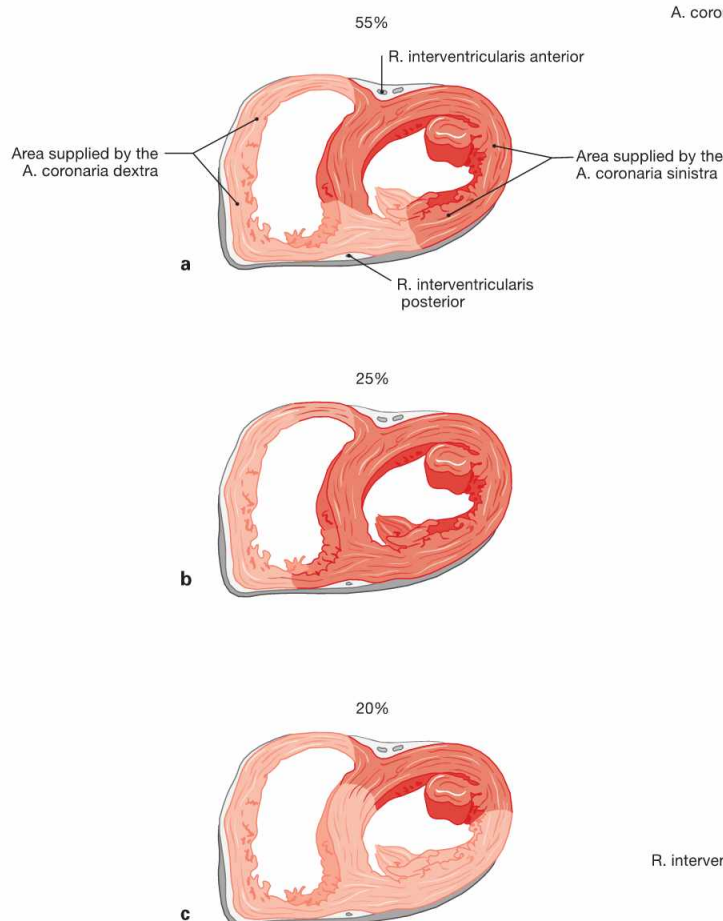 A. coro
55%
R. interventricularis anterior
Area supplied by the
A. coronaria dextra
Area supplied by the
A. coronaria sinistra
a
R. interventricularis
posterior
25%
b
20%
R. interver
c